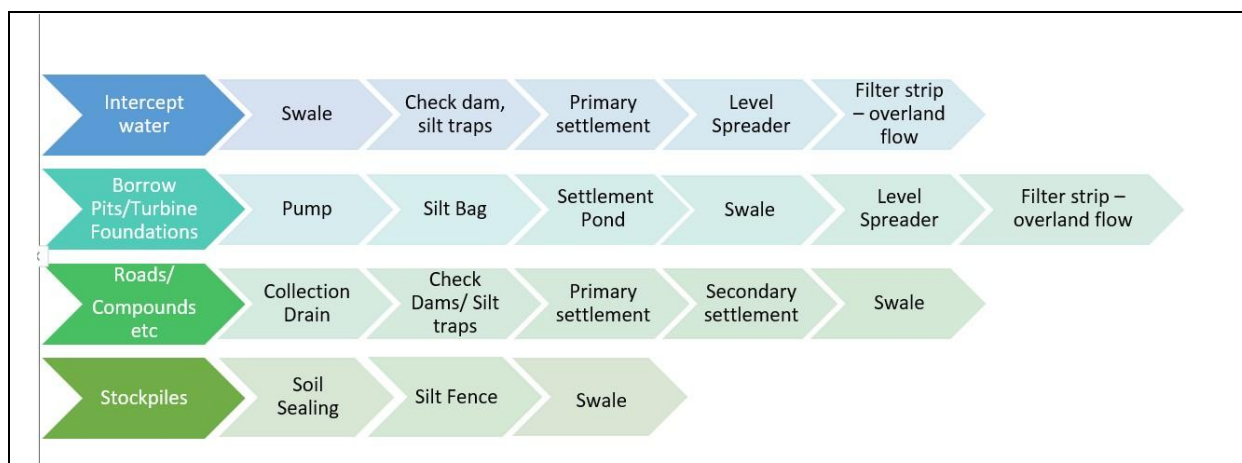 Intercept
water
Swale
Check dam,
silt traps
Primary
settlement
Level
Spreader
Filter strip
– overland
flow
Borrow
Pits/Turbine
Foundations
Pump
Silt Bag
Settlement
Pond
Swale
Level
Spreader
Filter strip –
overland flow
Roads/
Compounds
etc
Collection
Drain
Check
Dams/ Silt
traps
Primary
settlement
Secondary
settlement
Swale
Stockpiles
Soil
Sealing
Silt Fence
Swale